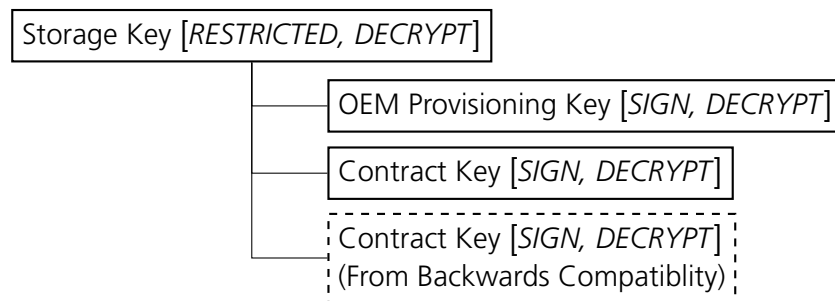 Storage Key [RESTRICTED, DECRYPT]
OEM Provisioning Key [SIGN, DECRYPT]
Contract Key [SIGN, DECRYPT]
Contract Key [SIGN, DECRYPT]
(From Backwards Compatiblity)